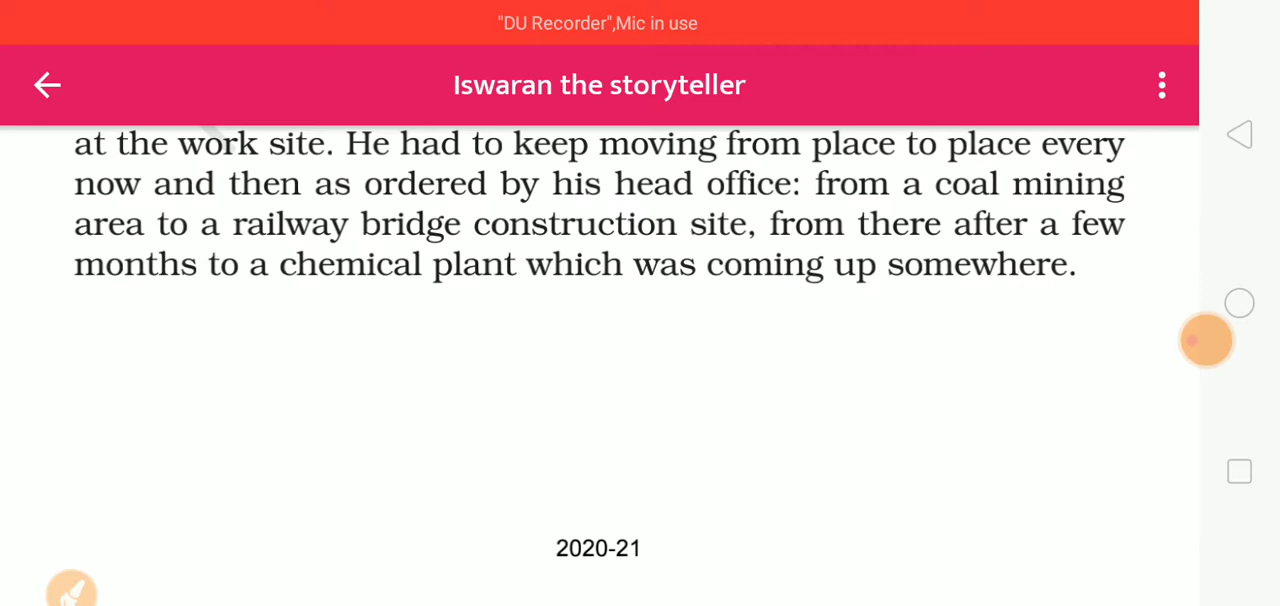 "DU Recorder",Mic in use
Iswaran the storyteller
at the work site. He had to keep moving from place to place every
now and then as ordered by his head office: from a coal mining
area to a railway bridge construction site, from there after a few
months to a chemical plant which was coming up somewhere.
2020-21